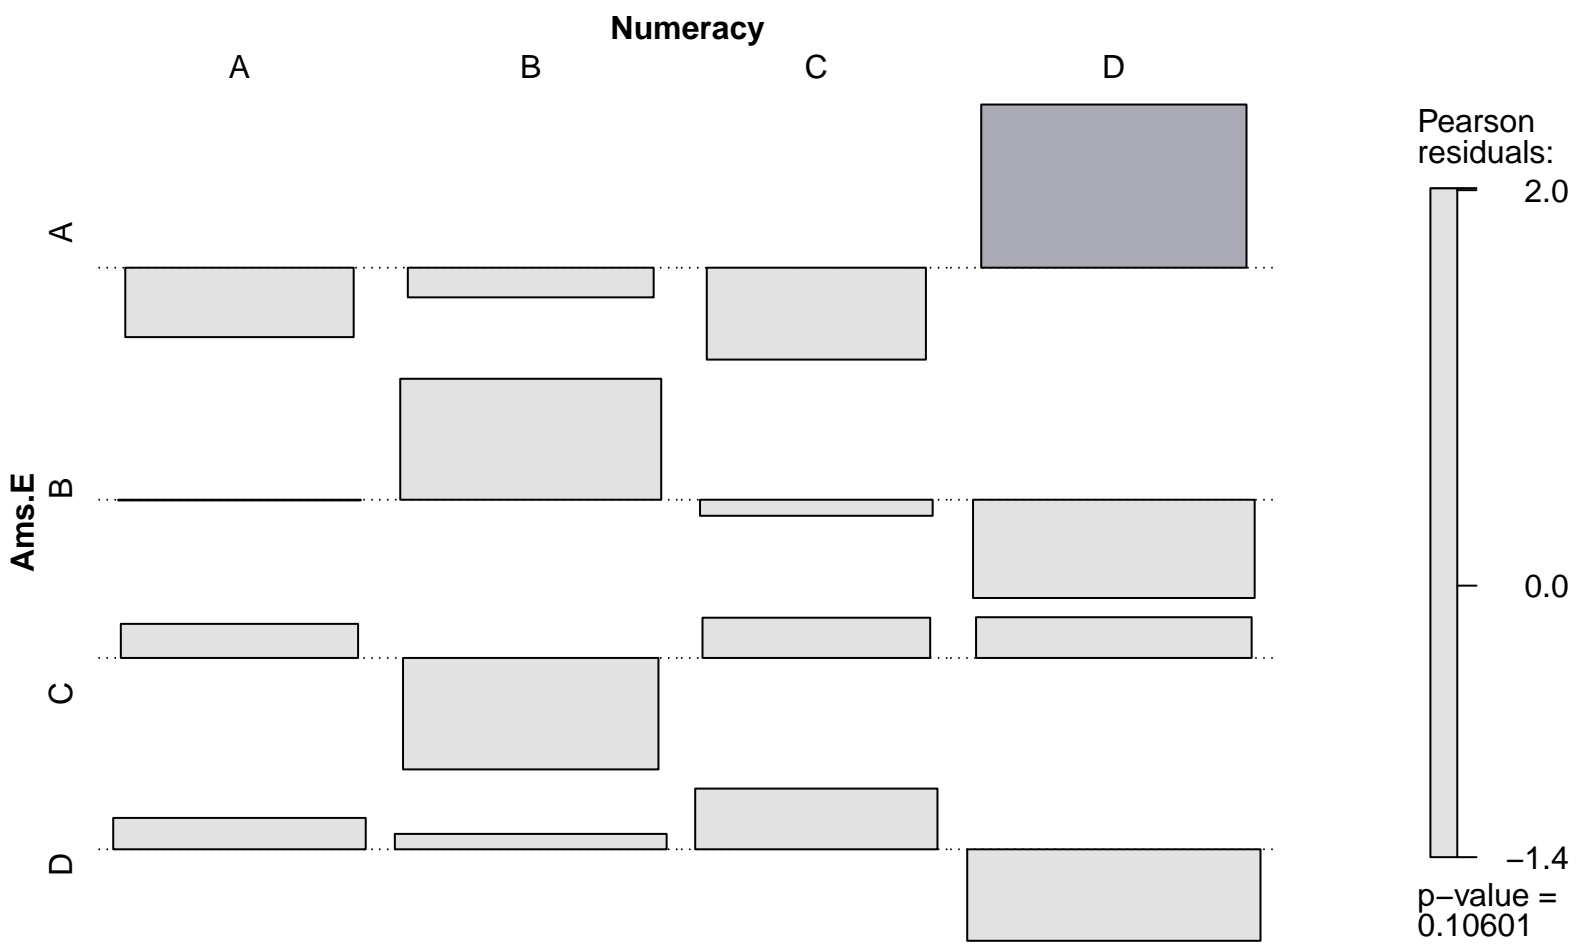 Numeracy
A B C D
Ams.E
A
B
C
D
Pearson
residuals:
2.0
0.0
−1.4
p−value =
0.10601